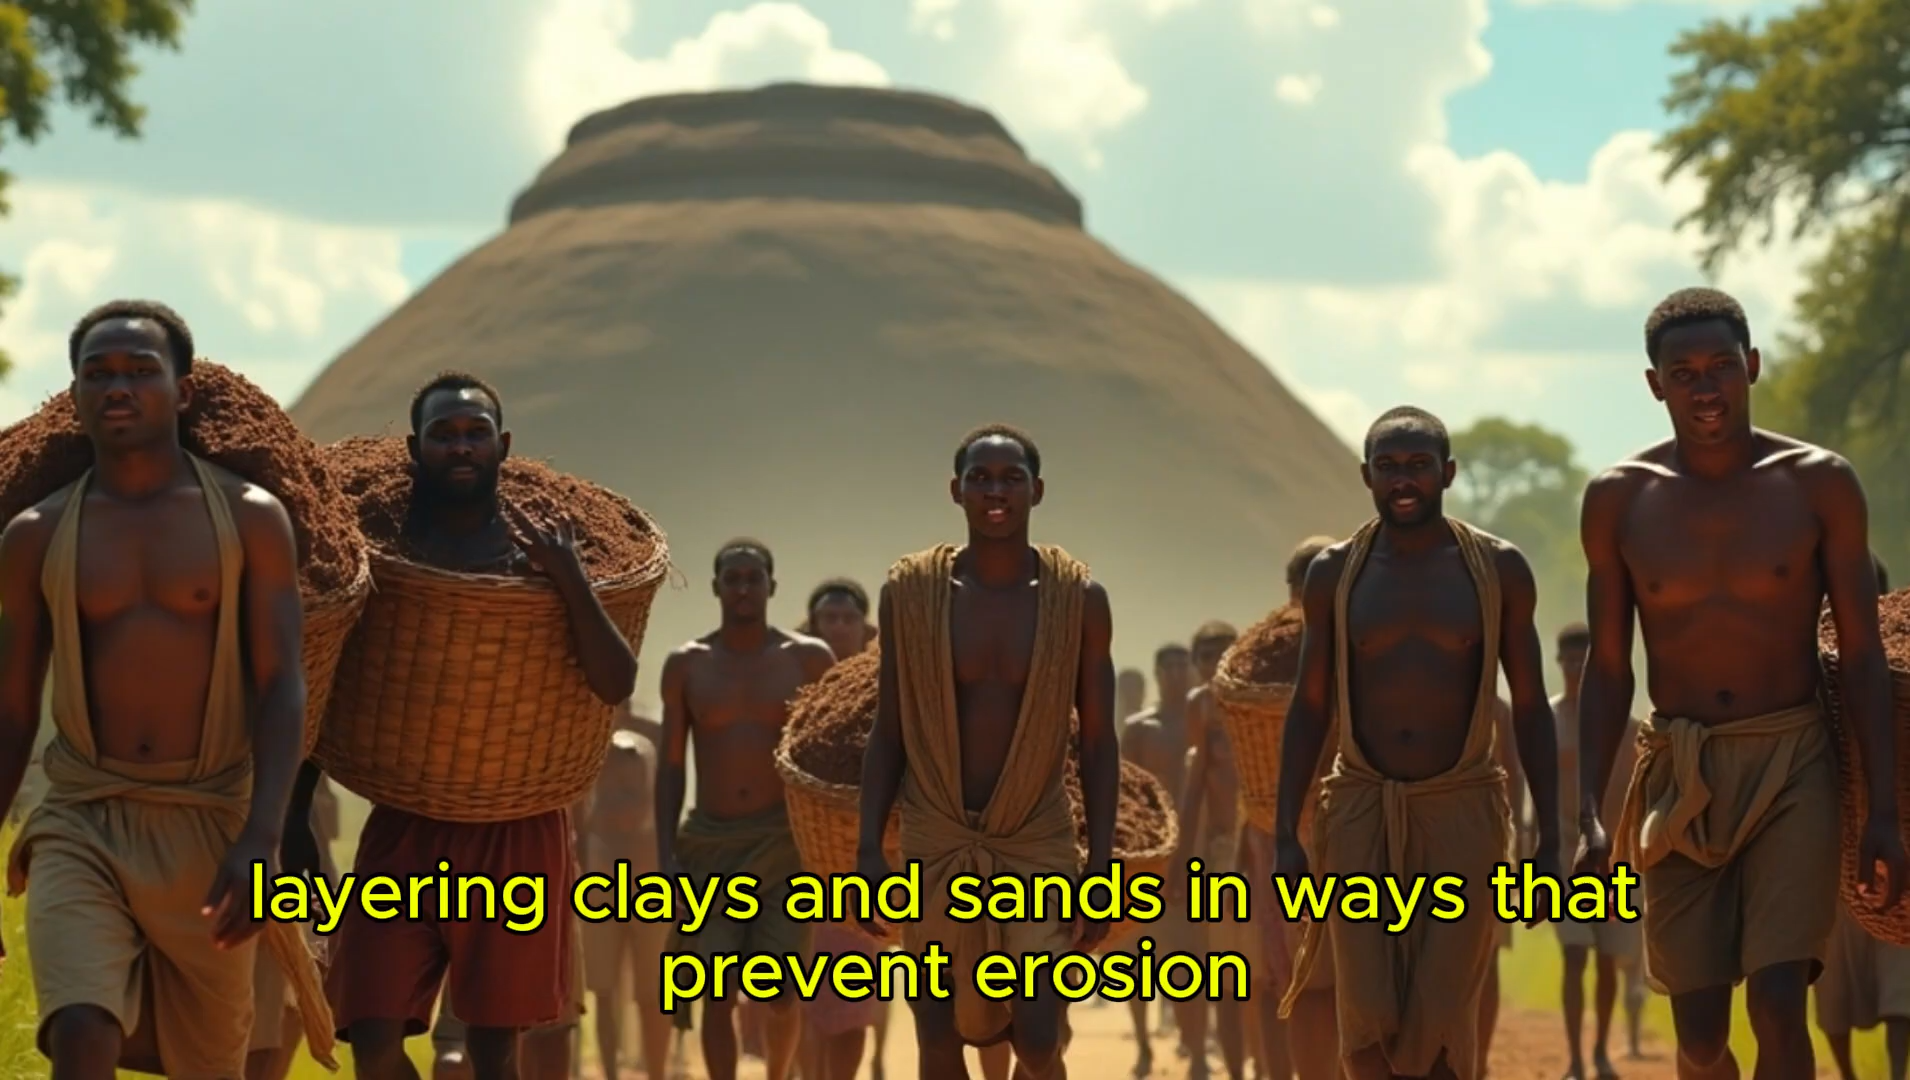 layering clays and sands in ways that
prevent erosion